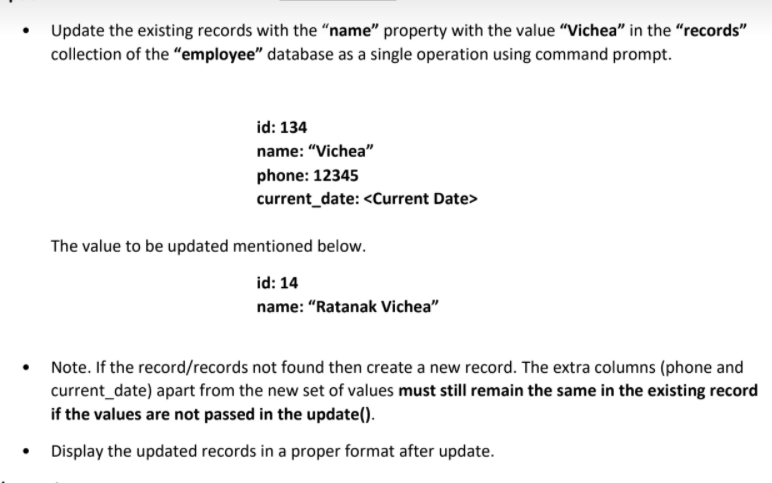 • Update the existing records with the “name” property with the value “Vichea” in the “records”
collection of the “employee” database as a single operation using command prompt.
id: 134
name: “Vichea”
phone: 12345
current_date: <Current Date>
The value to be updated mentioned below.
id: 14
name: “Ratanak Vichea”
• Note. If the record/records not found then create a new record. The extra columns (phone and
current_date) apart from the new set of values must still remain the same in the existing record
if the values are not passed in the update().
• Display the updated records in a proper format after update.